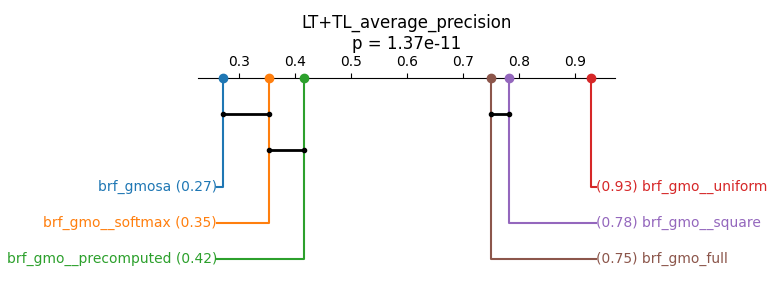 LT+TL_average_precision
p = 1.37e-11
0.3 0.4 0.5 0.6 0.7 0.8 0.9
brf_gmosa (0.27) (0.93) brf_gmo__uniform
brf_gmo__softmax (0.35) (0.78) brf_gmo__square
brf_gmo__precomputed (0.42) (0.75) brf_gmo_full